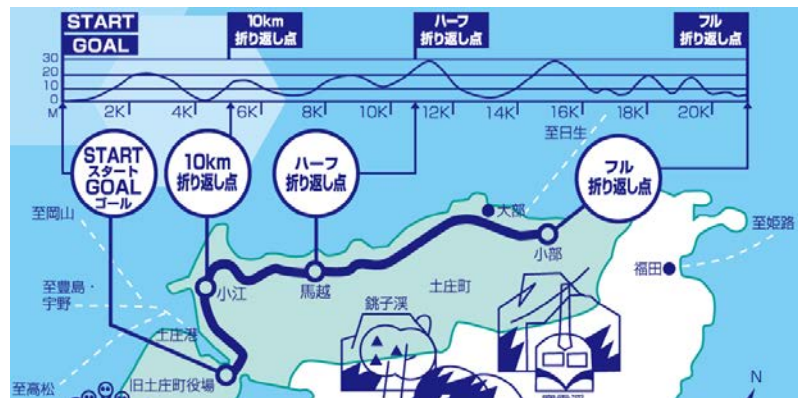 START
GOAL
10km
折り返し点
ハーフ
折り返し点
フル
折り返し点
30
20
10
0
M
2K
4K
6K
8K
10K
12K
14K
16K
18K
20K
START
スタート
GOAL
ゴール
10km
折り返し点
ハーフ
折り返し点
フル
折り返し点
至日生
至岡山
大部
小部
至姫路
福田
至豊島・
宇野
小江
馬越
土庄町
銚子渓
土庄港
至高松
旧土庄町役場
N